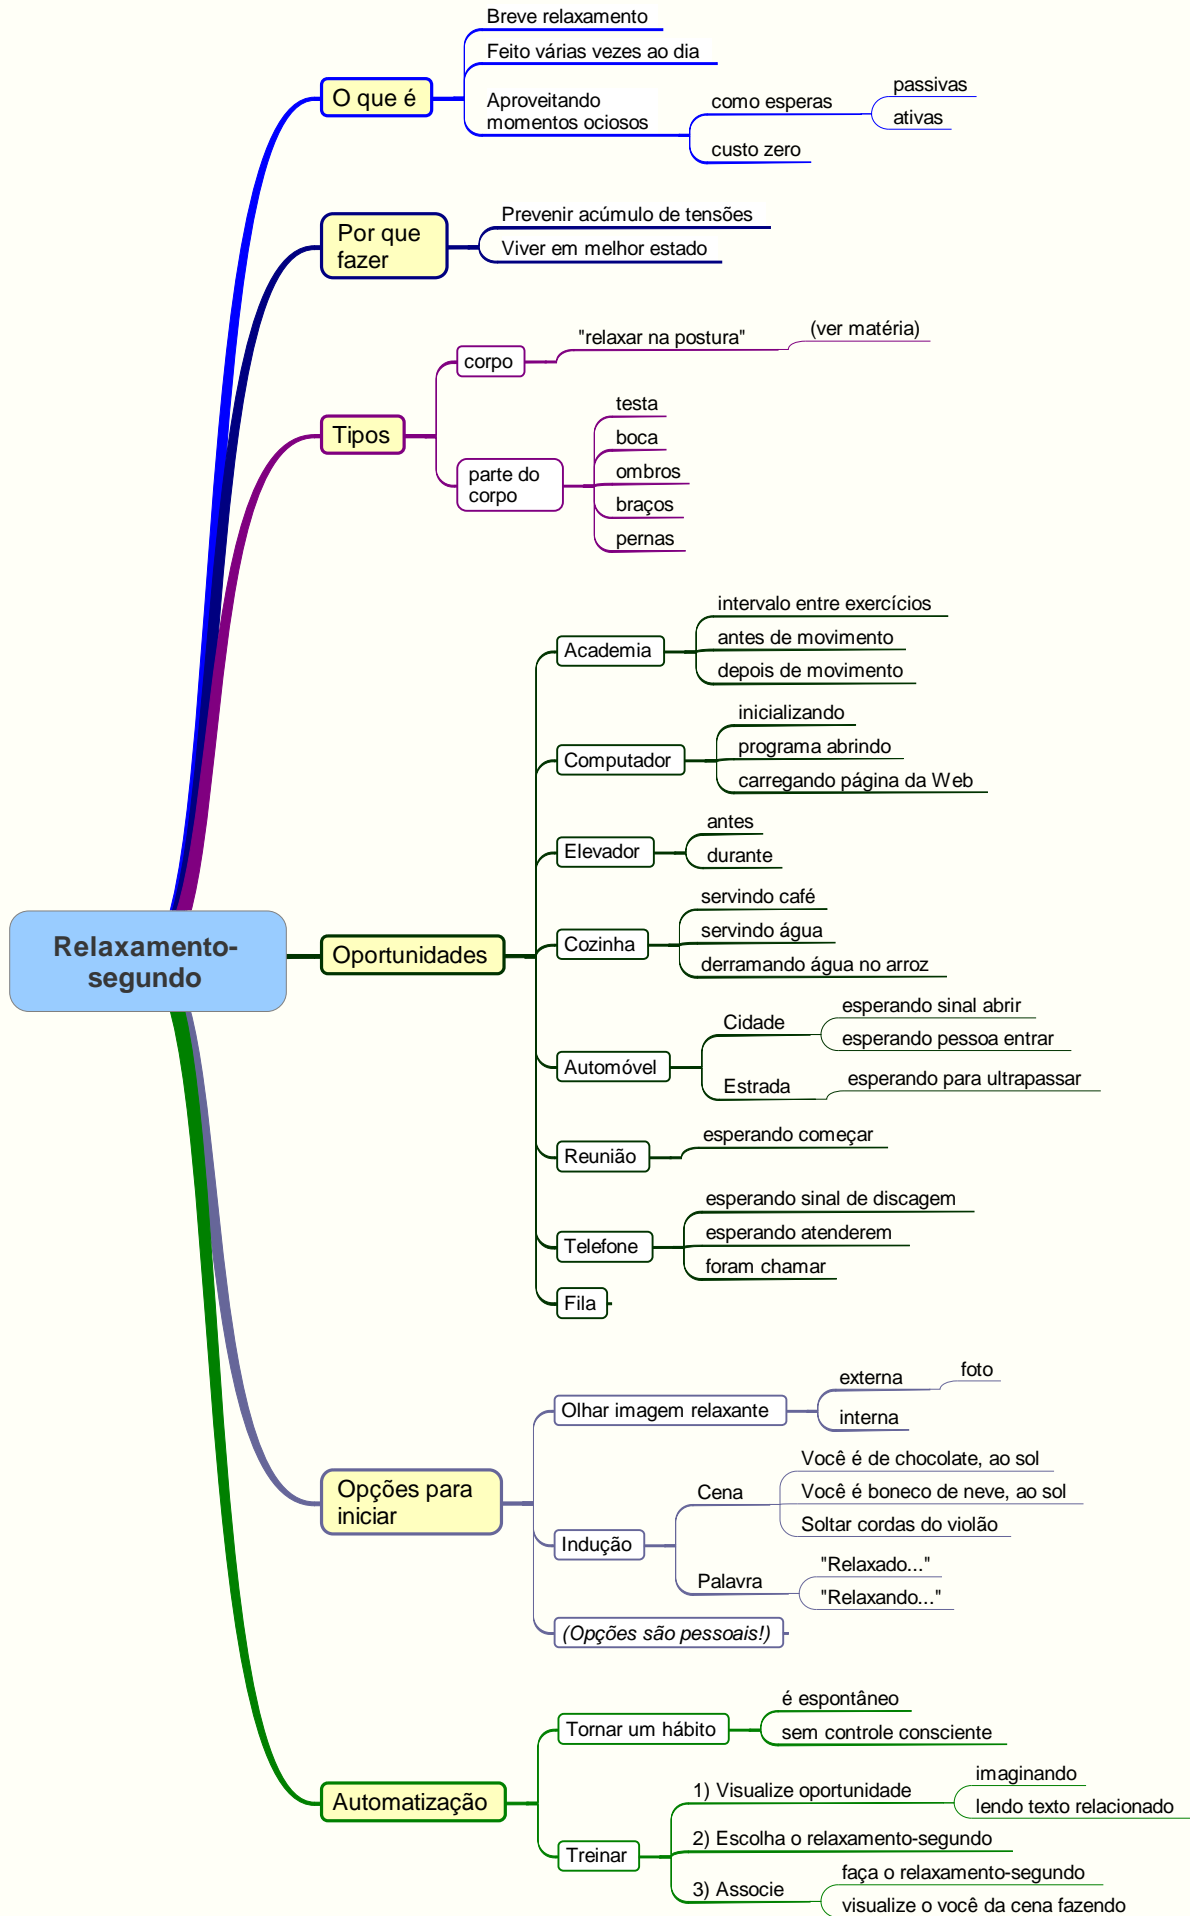 Relaxamento-
segundo
O que é
Breve relaxamento
Feito várias vezes ao dia
Aproveitando
momentos ociosos
como esperas
passivas
ativas
custo zero
Por que
fazer
Prevenir acúmulo de tensões
Viver em melhor estado
Tipos
corpo
"relaxar na postura"
(ver matéria)
parte do
corpo
testa
boca
ombros
braços
pernas
Oportunidades
Academia
intervalo entre exercícios
antes de movimento
depois de movimento
Computador
inicializando
programa abrindo
carregando página da Web
Elevador
antes
durante
Cozinha
servindo café
servindo água
derramando água no arroz
Automóvel
Cidade
esperando sinal abrir
esperando pessoa entrar
Estrada
esperando para ultrapassar
Reunião
esperando começar
Telefone
esperando sinal de discagem
esperando atenderem
foram chamar
Fila
Opções para
iniciar
Olhar imagem relaxante
externa
foto
interna
Indução
Cena
Você é de chocolate, ao sol
Você é boneco de neve, ao sol
Soltar cordas do violão
Palavra
"Relaxado..."
"Relaxando..."
(Opções são pessoais!)
Automatização
Tornar um hábito
é espontâneo
sem controle consciente
Treinar
1) Visualize oportunidade
imaginando
lendo texto relacionado
2) Escolha o relaxamento-segundo
3) Associe
faça o relaxamento-segundo
visualize o você da cena fazendo